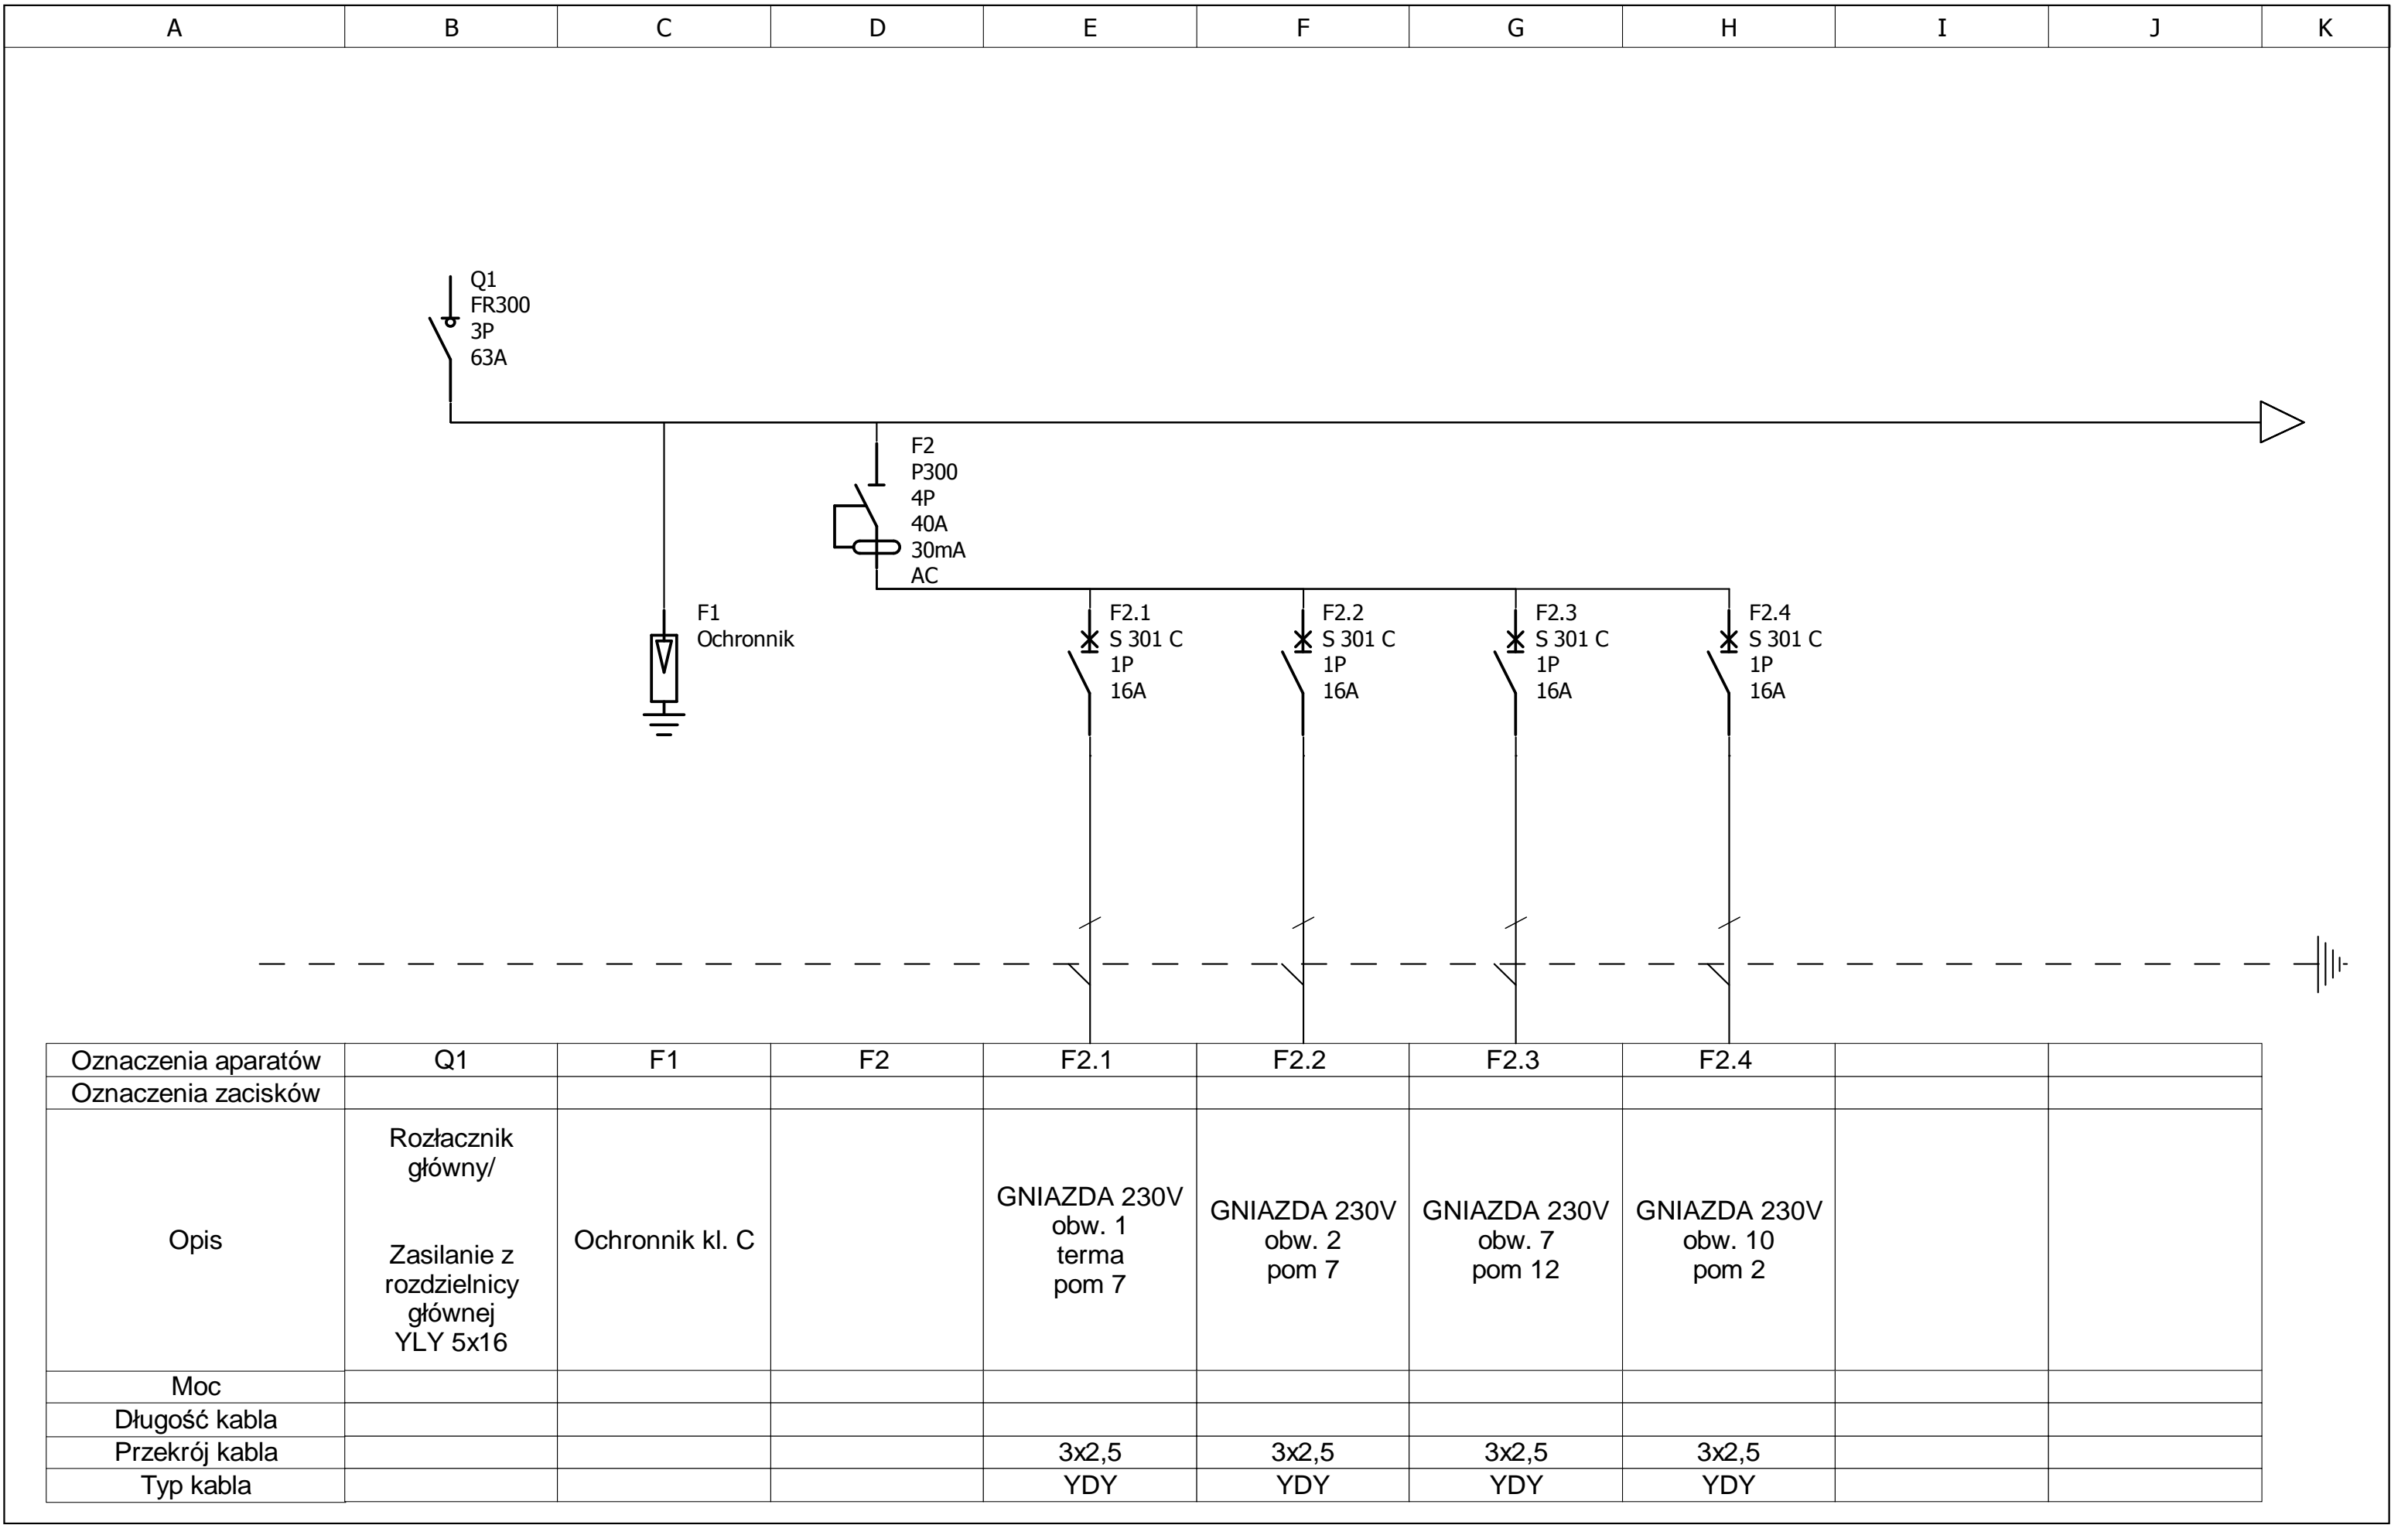 A B C D E F G H I J K
Q1
FR300
3P
63A
F2
P300
4P
40A
30mA
AC
F1
Ochronnik
F2.1
S 301 C
1P
16A
F2.2
S 301 C
1P
16A
F2.3
S 301 C
1P
16A
F2.4
S 301 C
1P
16A
Oznaczenia aparatów Q1 F1 F2 F2.1 F2.2 F2.3 F2.4
Oznaczenia zacisków
Opis
Rozłacznik
główny/
Zasilanie z
rozdzielnicy
głównej
YLY 5x16
Ochronnik kl. C
GNIAZDA 230V
obw. 1
terma
pom 7
GNIAZDA 230V
obw. 2
pom 7
GNIAZDA 230V
obw. 7
pom 12
GNIAZDA 230V
obw. 10
pom 2
Moc
Długość kabla
Przekrój kabla 3x2,5 3x2,5 3x2,5 3x2,5
Typ kabla YDY YDY YDY YDY